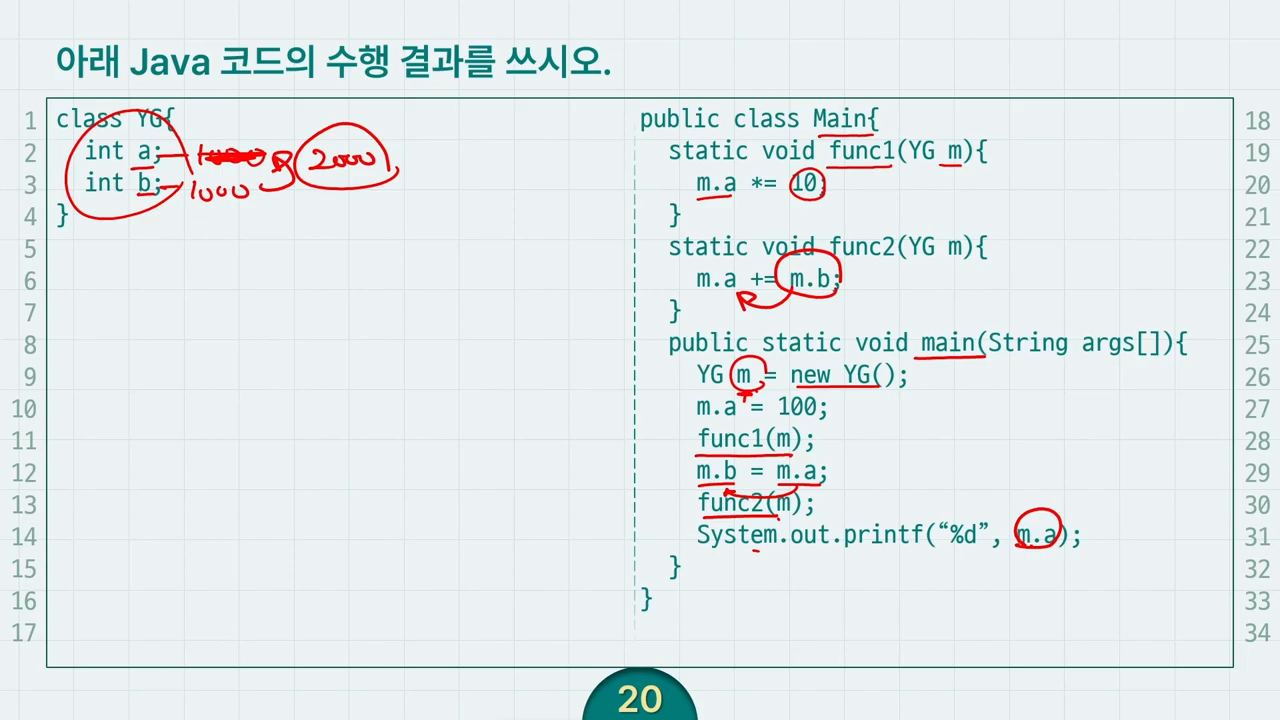 아래 Java 코드의 수행 결과를 쓰시오.
1 class YG{
2 int a; 1000 2000
3 int b; 1000
4 }
5
6
7
8
9
10
11
12
13
14
15
16
17
public class Main{ 18
static void func1(YG m){ 19
m.a *= 10; 20
} 21
static void func2(YG m){ 22
m.a += m.b; 23
} 24
public static void main(String args[]){ 25
YG m = new YG(); 26
m.a = 100; 27
func1(m); 28
m.b = m.a; 29
func2(m); 30
System.out.printf(“%d”, m.a); 31
} 32
} 33
34
20